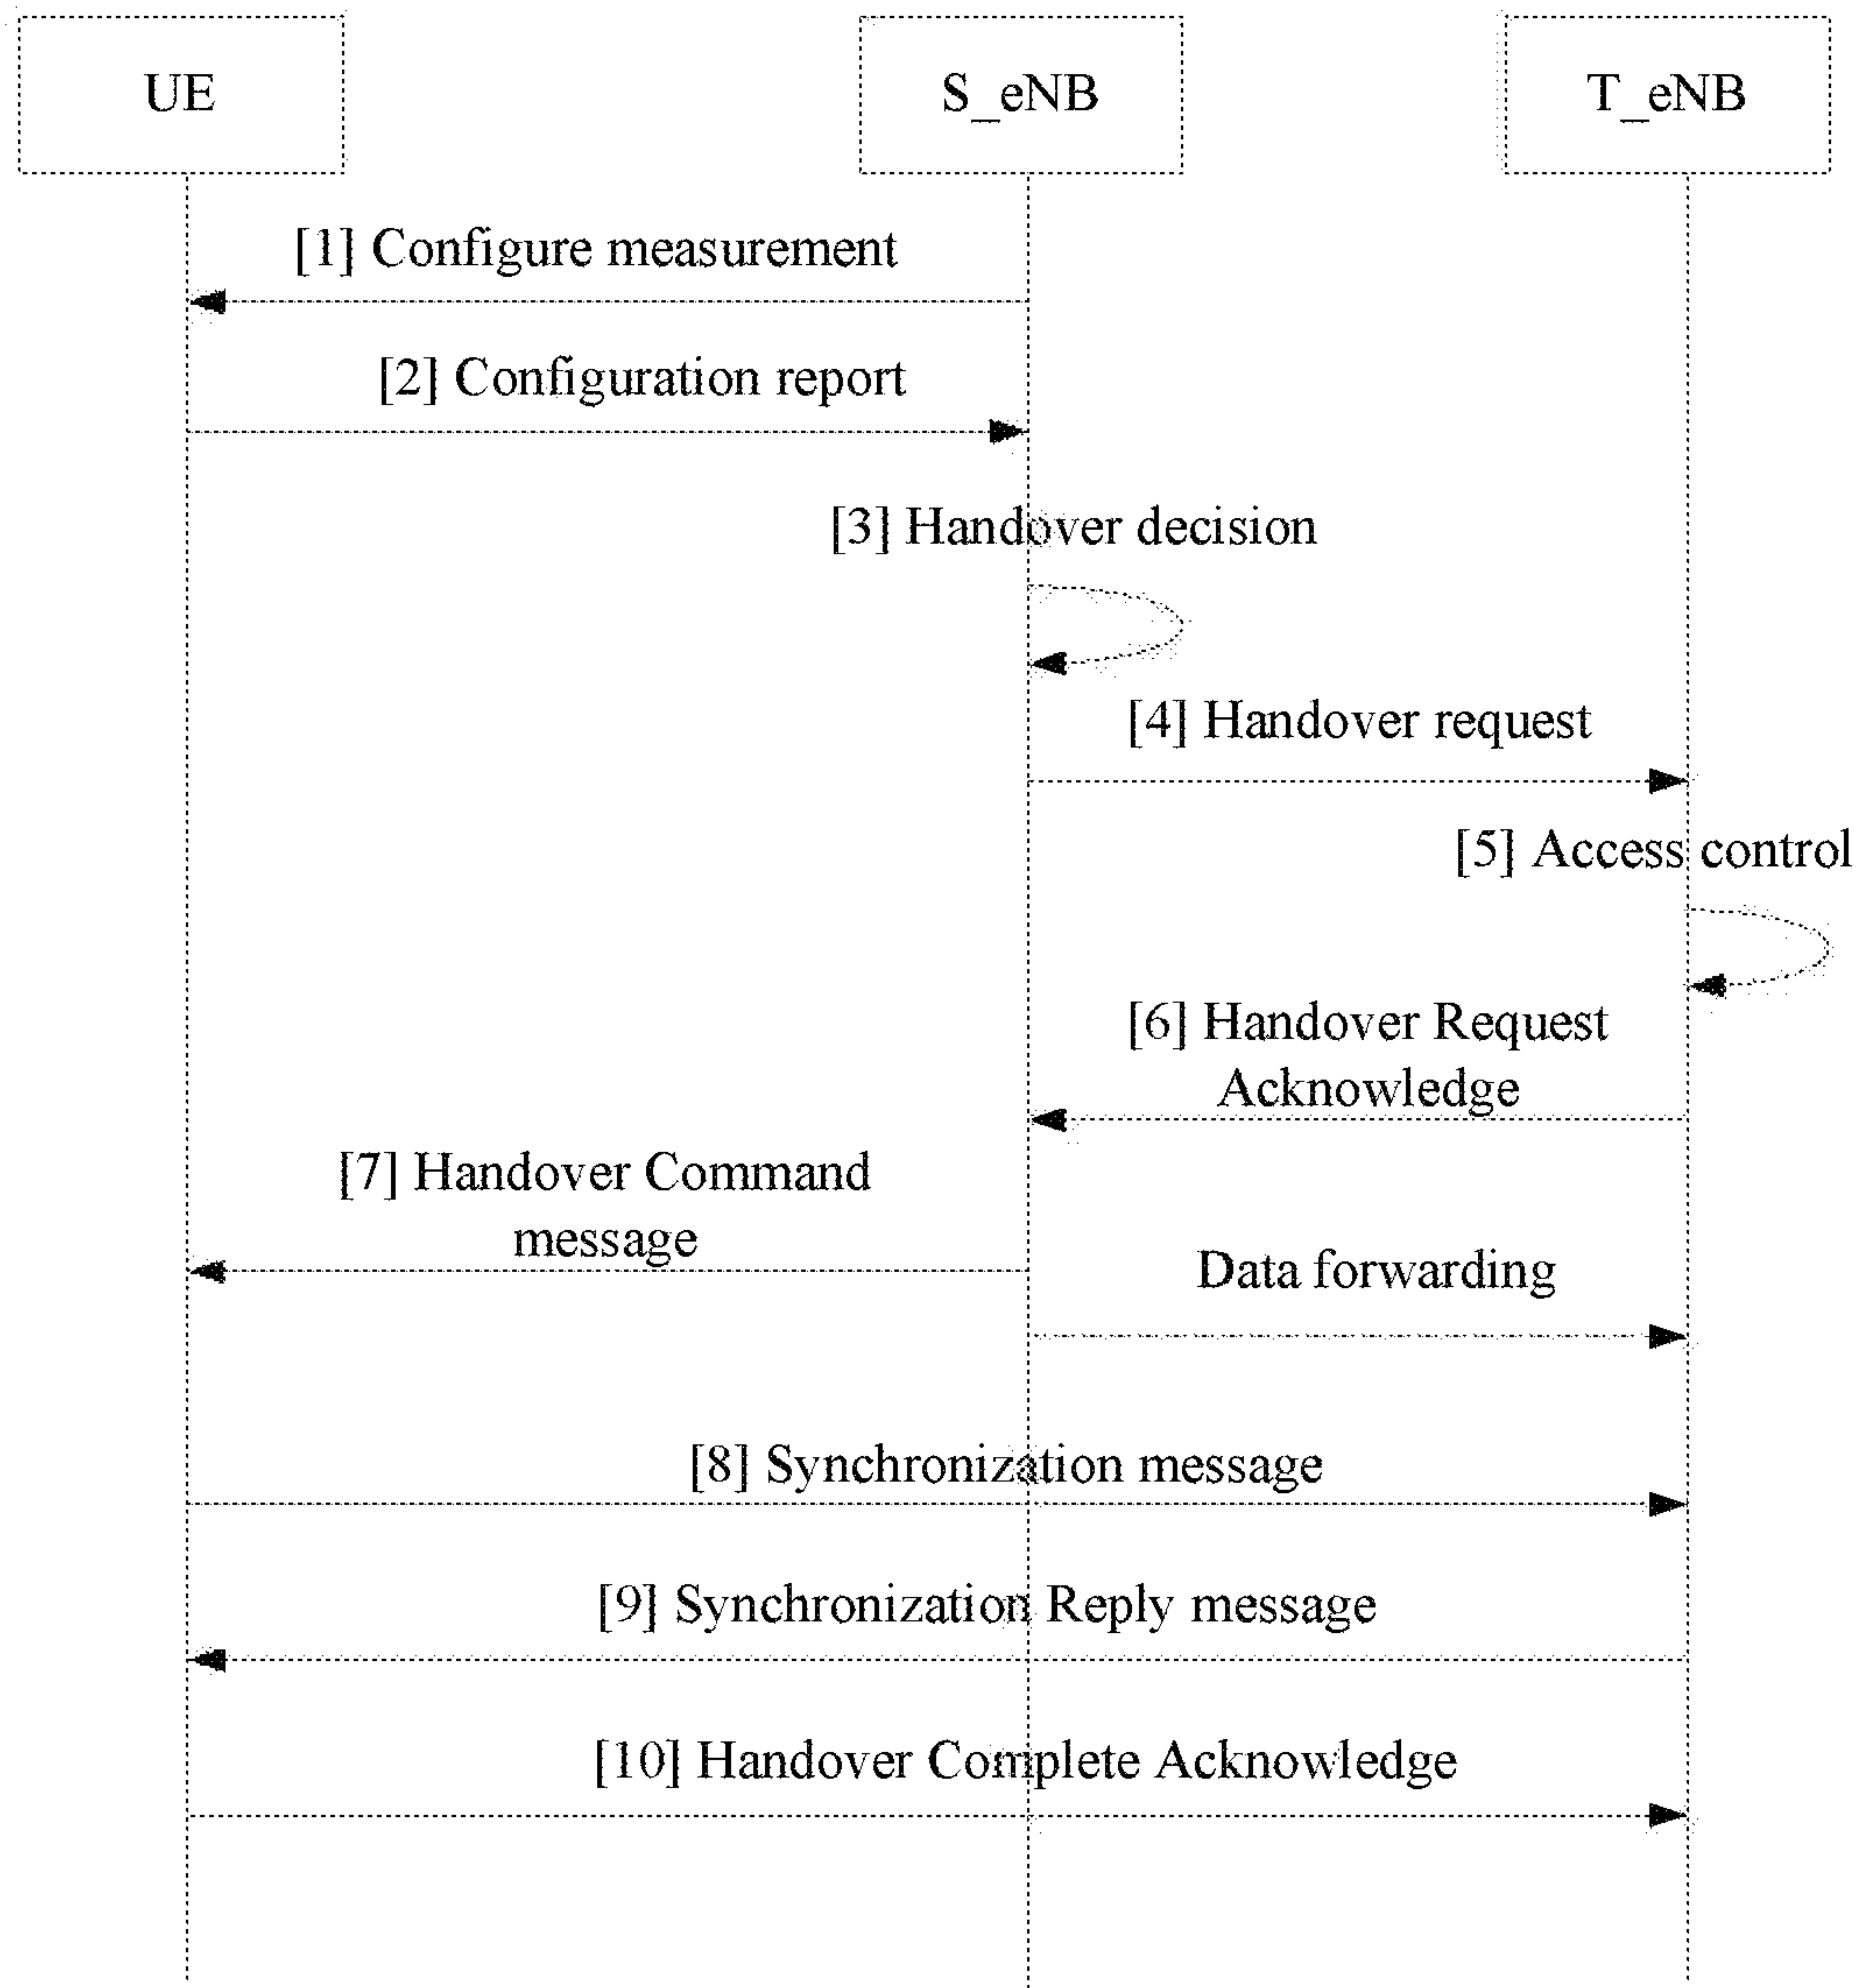 UE
S_eNB
T_eNB
[1] Configure measurement
[2] Configuration report
[3] Handover decision
[4] Handover request
[5] Access control
[6] Handover Request
Acknowledge
[7] Handover Command
message
Data forwarding
[8] Synchronization message
[9] Synchronization Reply message
[10] Handover Complete Acknowledge